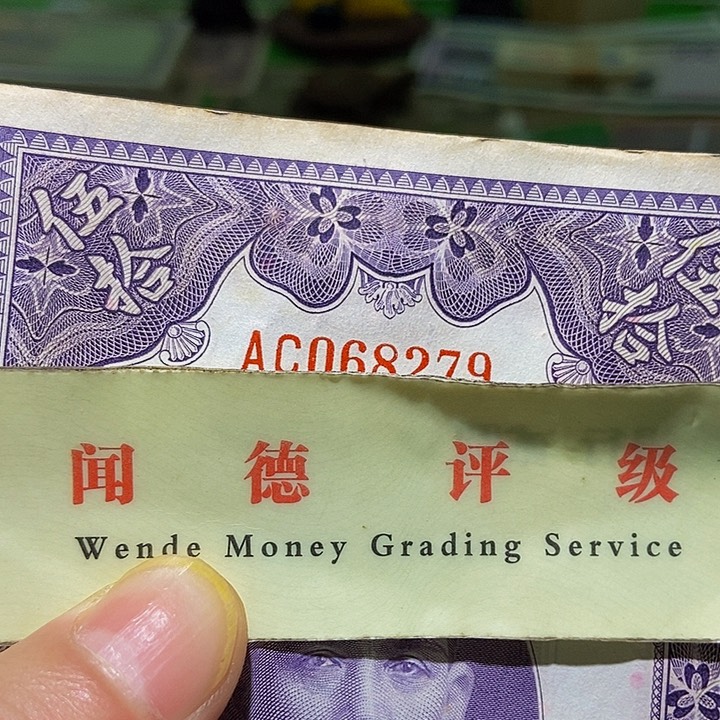 伍拾
AC068279
闻德评级
Wende Money Grading Service